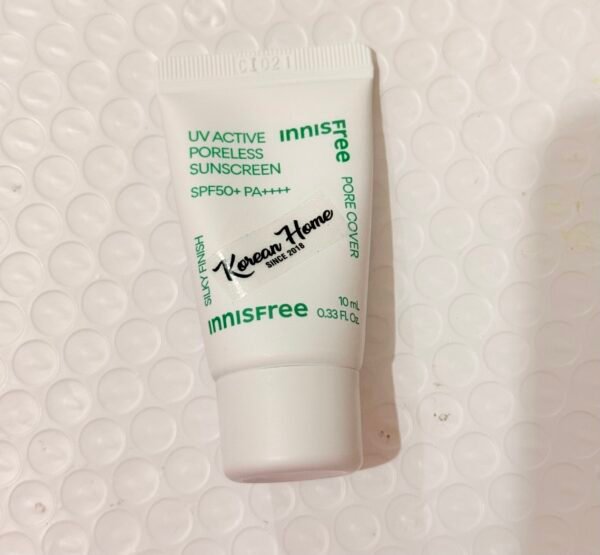 UV ACTIVE
PORELESS
SUNSCREEN
SPF50+ PA++++
INNISFree
PORE COVER
SILKY FINISH
Korean Home
SINCE 2018
INNISFree
10 mL
0.33 FL Oz.